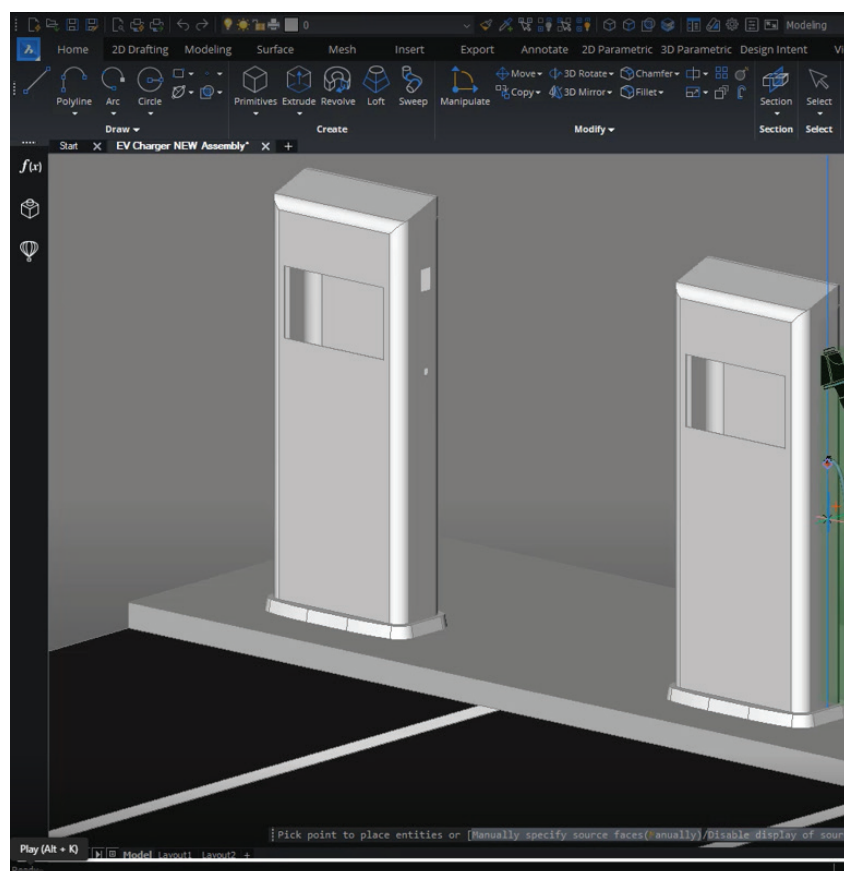 0 Modeling
Home 2D Drafting Modeling Surface Mesh Insert Export Annotate 2D Parametric 3D Parametric Design Intent Vi
Move 3D Rotate Chamfer
Polyline Arc Circle Primitives Extrude Revolve Loft Sweep Manipulate Copy 3D Mirror Fillet Section Select
Draw Create Modify Section Select
Start EV Charger NEW Assembly* +
f(x)
Pick point to place entities or [Manually specify source faces(Manually)/Disable display of sour
Play (Alt + K)
Model Layout1 Layout2 +
Ready